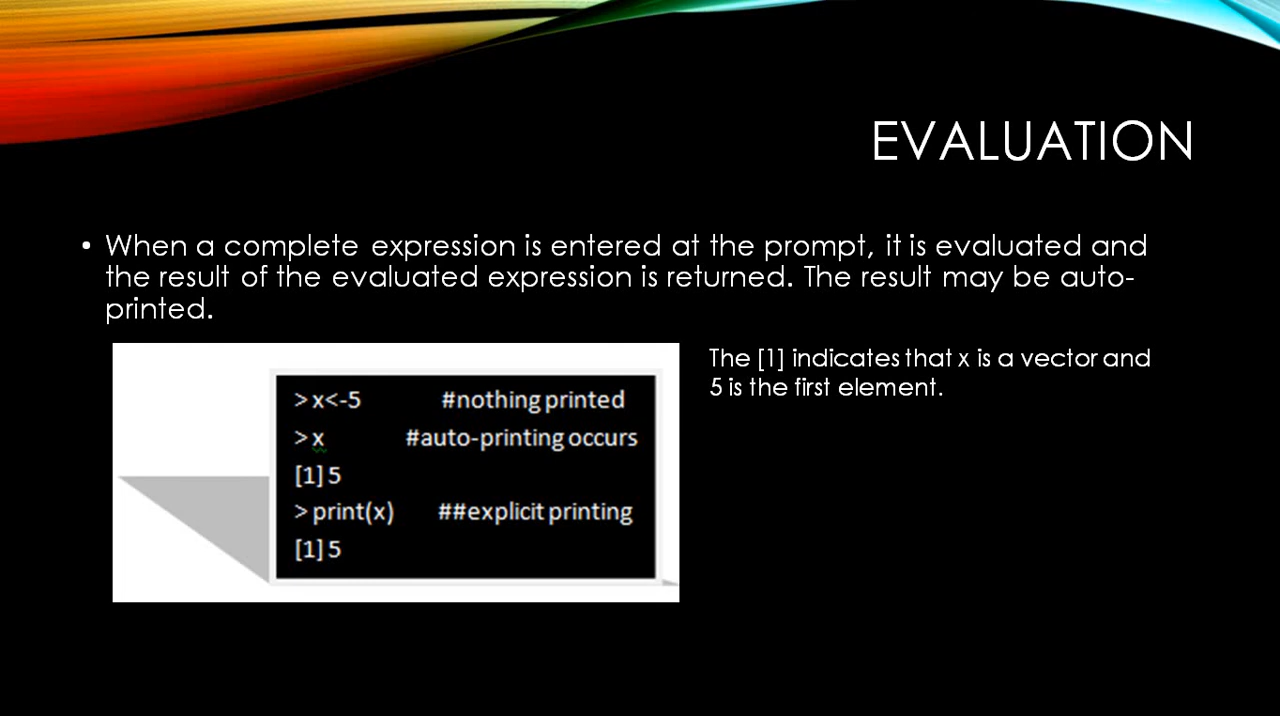 EVALUATION
• When a complete expression is entered at the prompt, it is evaluated and
the result of the evaluated expression is returned. The result may be auto-
printed.
> x<-5 #nothing printed
> x #auto-printing occurs
[1] 5
> print(x) ##explicit printing
[1] 5
The [1] indicates that x is a vector and
5 is the first element.